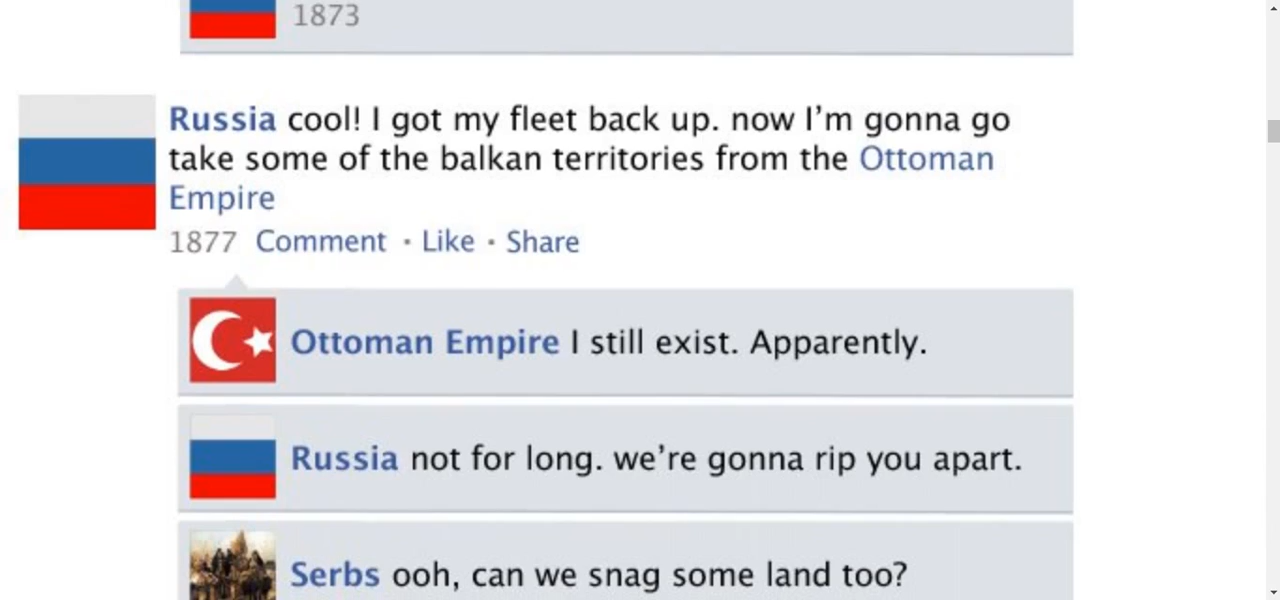 1873
Russia cool! I got my fleet back up. now I’m gonna go
take some of the balkan territories from the Ottoman
Empire
1877 Comment · Like · Share
Ottoman Empire I still exist. Apparently.
Russia not for long. we’re gonna rip you apart.
Serbs ooh, can we snag some land too?